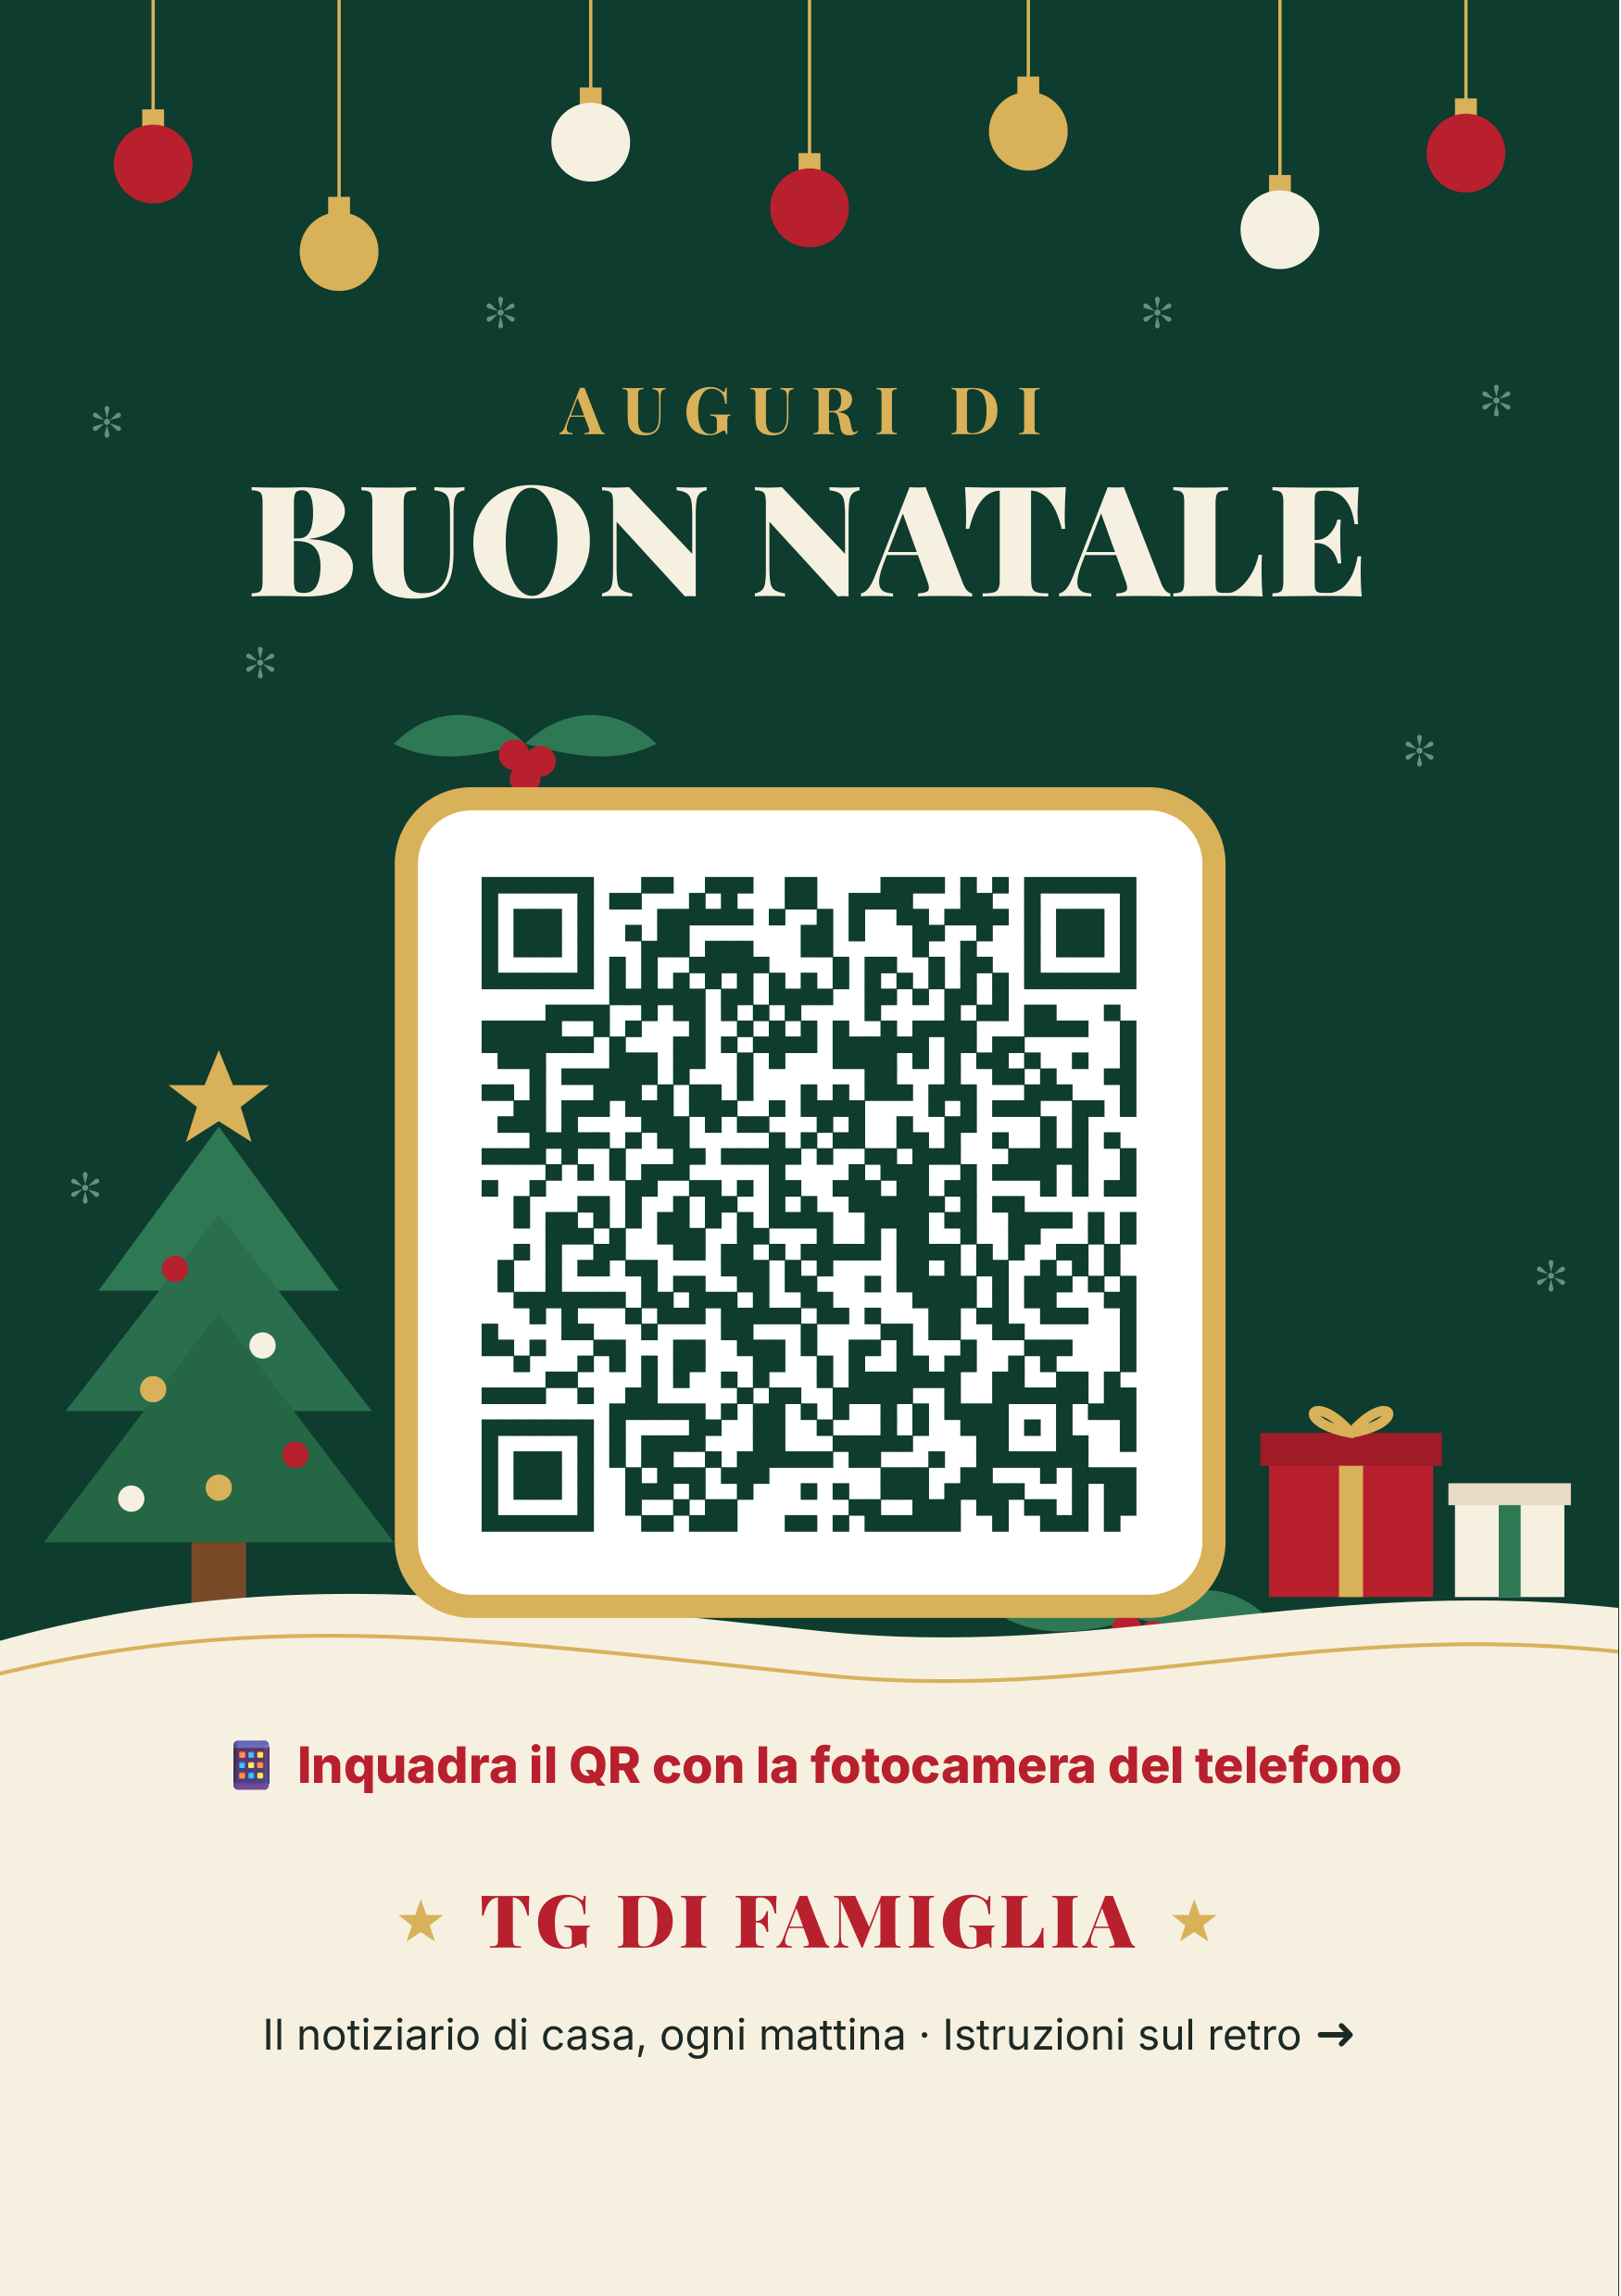 AUGURI DI
BUON NATALE
Inquadra il QR con la fotocamera del telefono
TG DI FAMIGLIA
Il notiziario di casa, ogni mattina · Istruzioni sul retro ➔